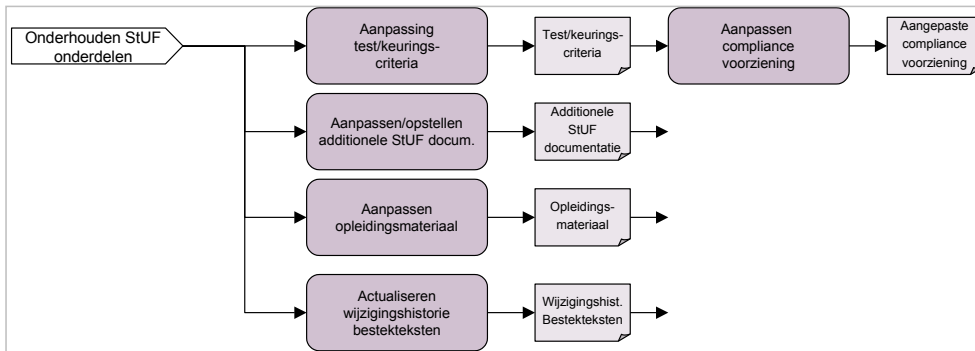 Onderhouden StUF
onderdelen
Aanpassing
test/keurings-
criteria
Test/keurings-
criteria
Aanpassen
compliance
voorziening
Aangepaste
compliance
voorziening
Aanpassen/opstellen
additionele StUF docum.
Additionele
StUF
documentatie
Aanpassen
opleidingsmateriaal
Opleidings-
materiaal
Actualiseren
wijzigingshistorie
bestekteksten
Wijzigingshist.
Bestekteksten